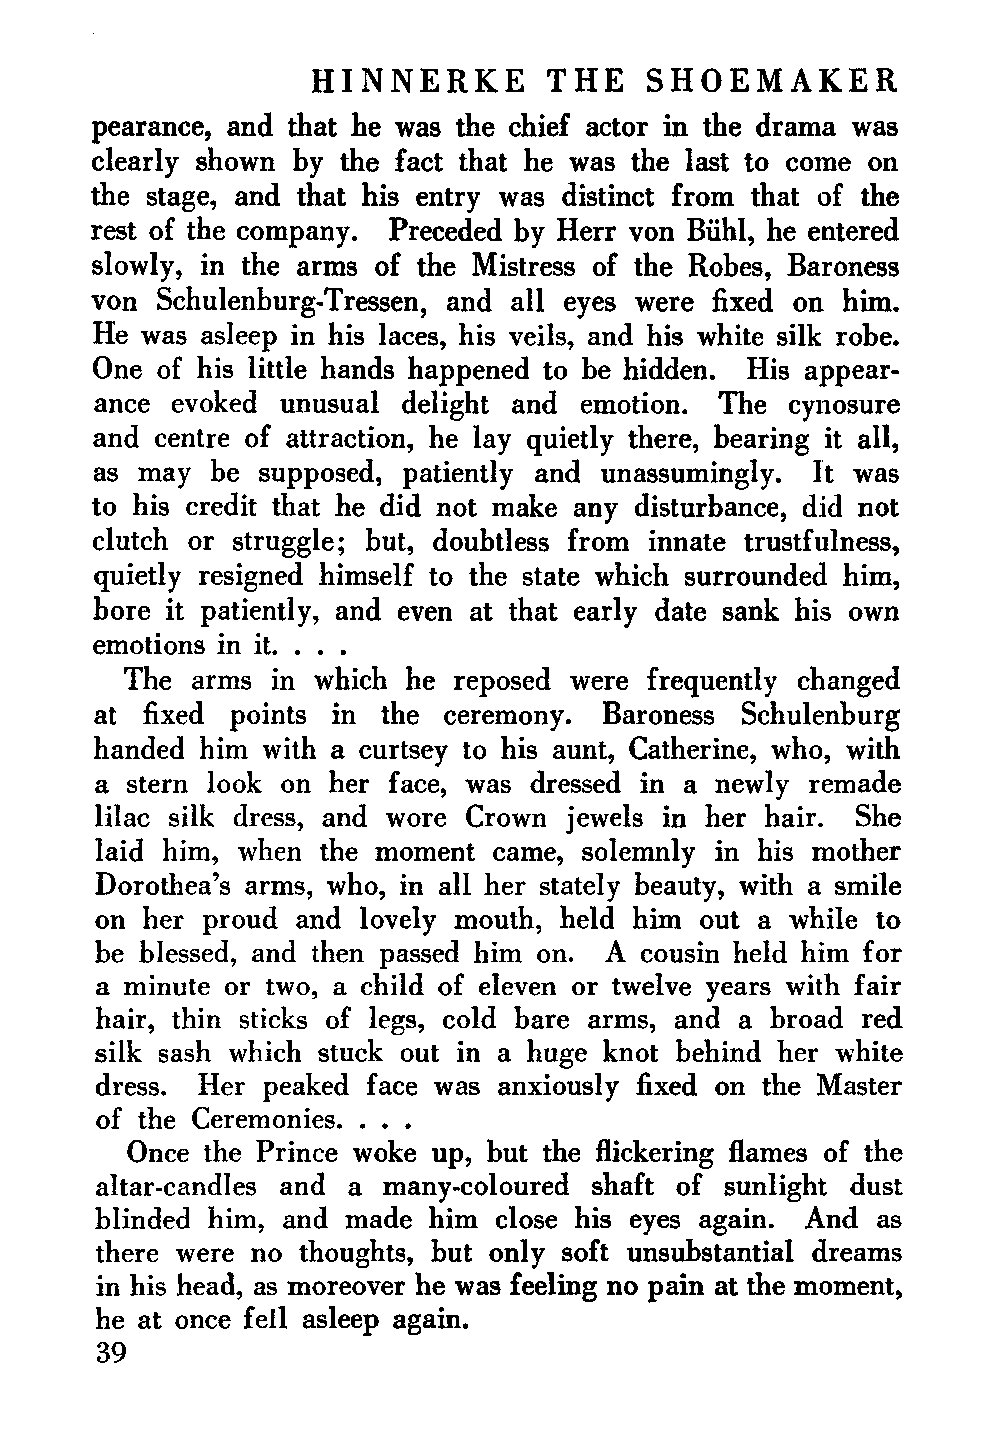 HINNERKE THE SHOEMAKER
pearance, and that he was the chief actor in the drama was
clearly shown by the fact that he was the last to come on
the stage, and that his entry was distinct from that of the
rest of the company. Preceded by Herr von Bühl, he entered
slowly, in the arms of the Mistress of the Robes, Baroness
von Schulenburg-Tressen, and all eyes were fixed on him.
He was asleep in his laces, his veils, and his white silk robe.
One of his little hands happened to be hidden. His appear-
ance evoked unusual delight and emotion. The cynosure
and centre of attraction, he lay quietly there, bearing it all,
as may be supposed, patiently and unassumingly. It was
to his credit that he did not make any disturbance, did not
clutch or struggle; but, doubtless from innate trustfulness,
quietly resigned himself to the state which surrounded him,
bore it patiently, and even at that early date sank his own
emotions in it. . . .
The arms in which he reposed were frequently changed
at fixed points in the ceremony. Baroness Schulenburg
handed him with a curtsey to his aunt, Catherine, who, with
a stern look on her face, was dressed in a newly remade
lilac silk dress, and wore Crown jewels in her hair. She
laid him, when the moment came, solemnly in his mother
Dorothea's arms, who, in all her stately beauty, with a smile
on her proud and lovely mouth, held him out a while to
be blessed, and then passed him on. A cousin held him for
a minute or two, a child of eleven or twelve years with fair
hair, thin sticks of legs, cold bare arms, and a broad red
silk sash which stuck out in a huge knot behind her white
dress. Her peaked face was anxiously fixed on the Master
of the Ceremonies. . . .
Once the Prince woke up, but the flickering flames of the
altar-candles and a many-coloured shaft of sunlight dust
blinded him, and made him close his eyes again. And as
there were no thoughts, but only soft unsubstantial dreams
in his head, as moreover he was feeling no pain at the moment,
he at once fell asleep again.
39